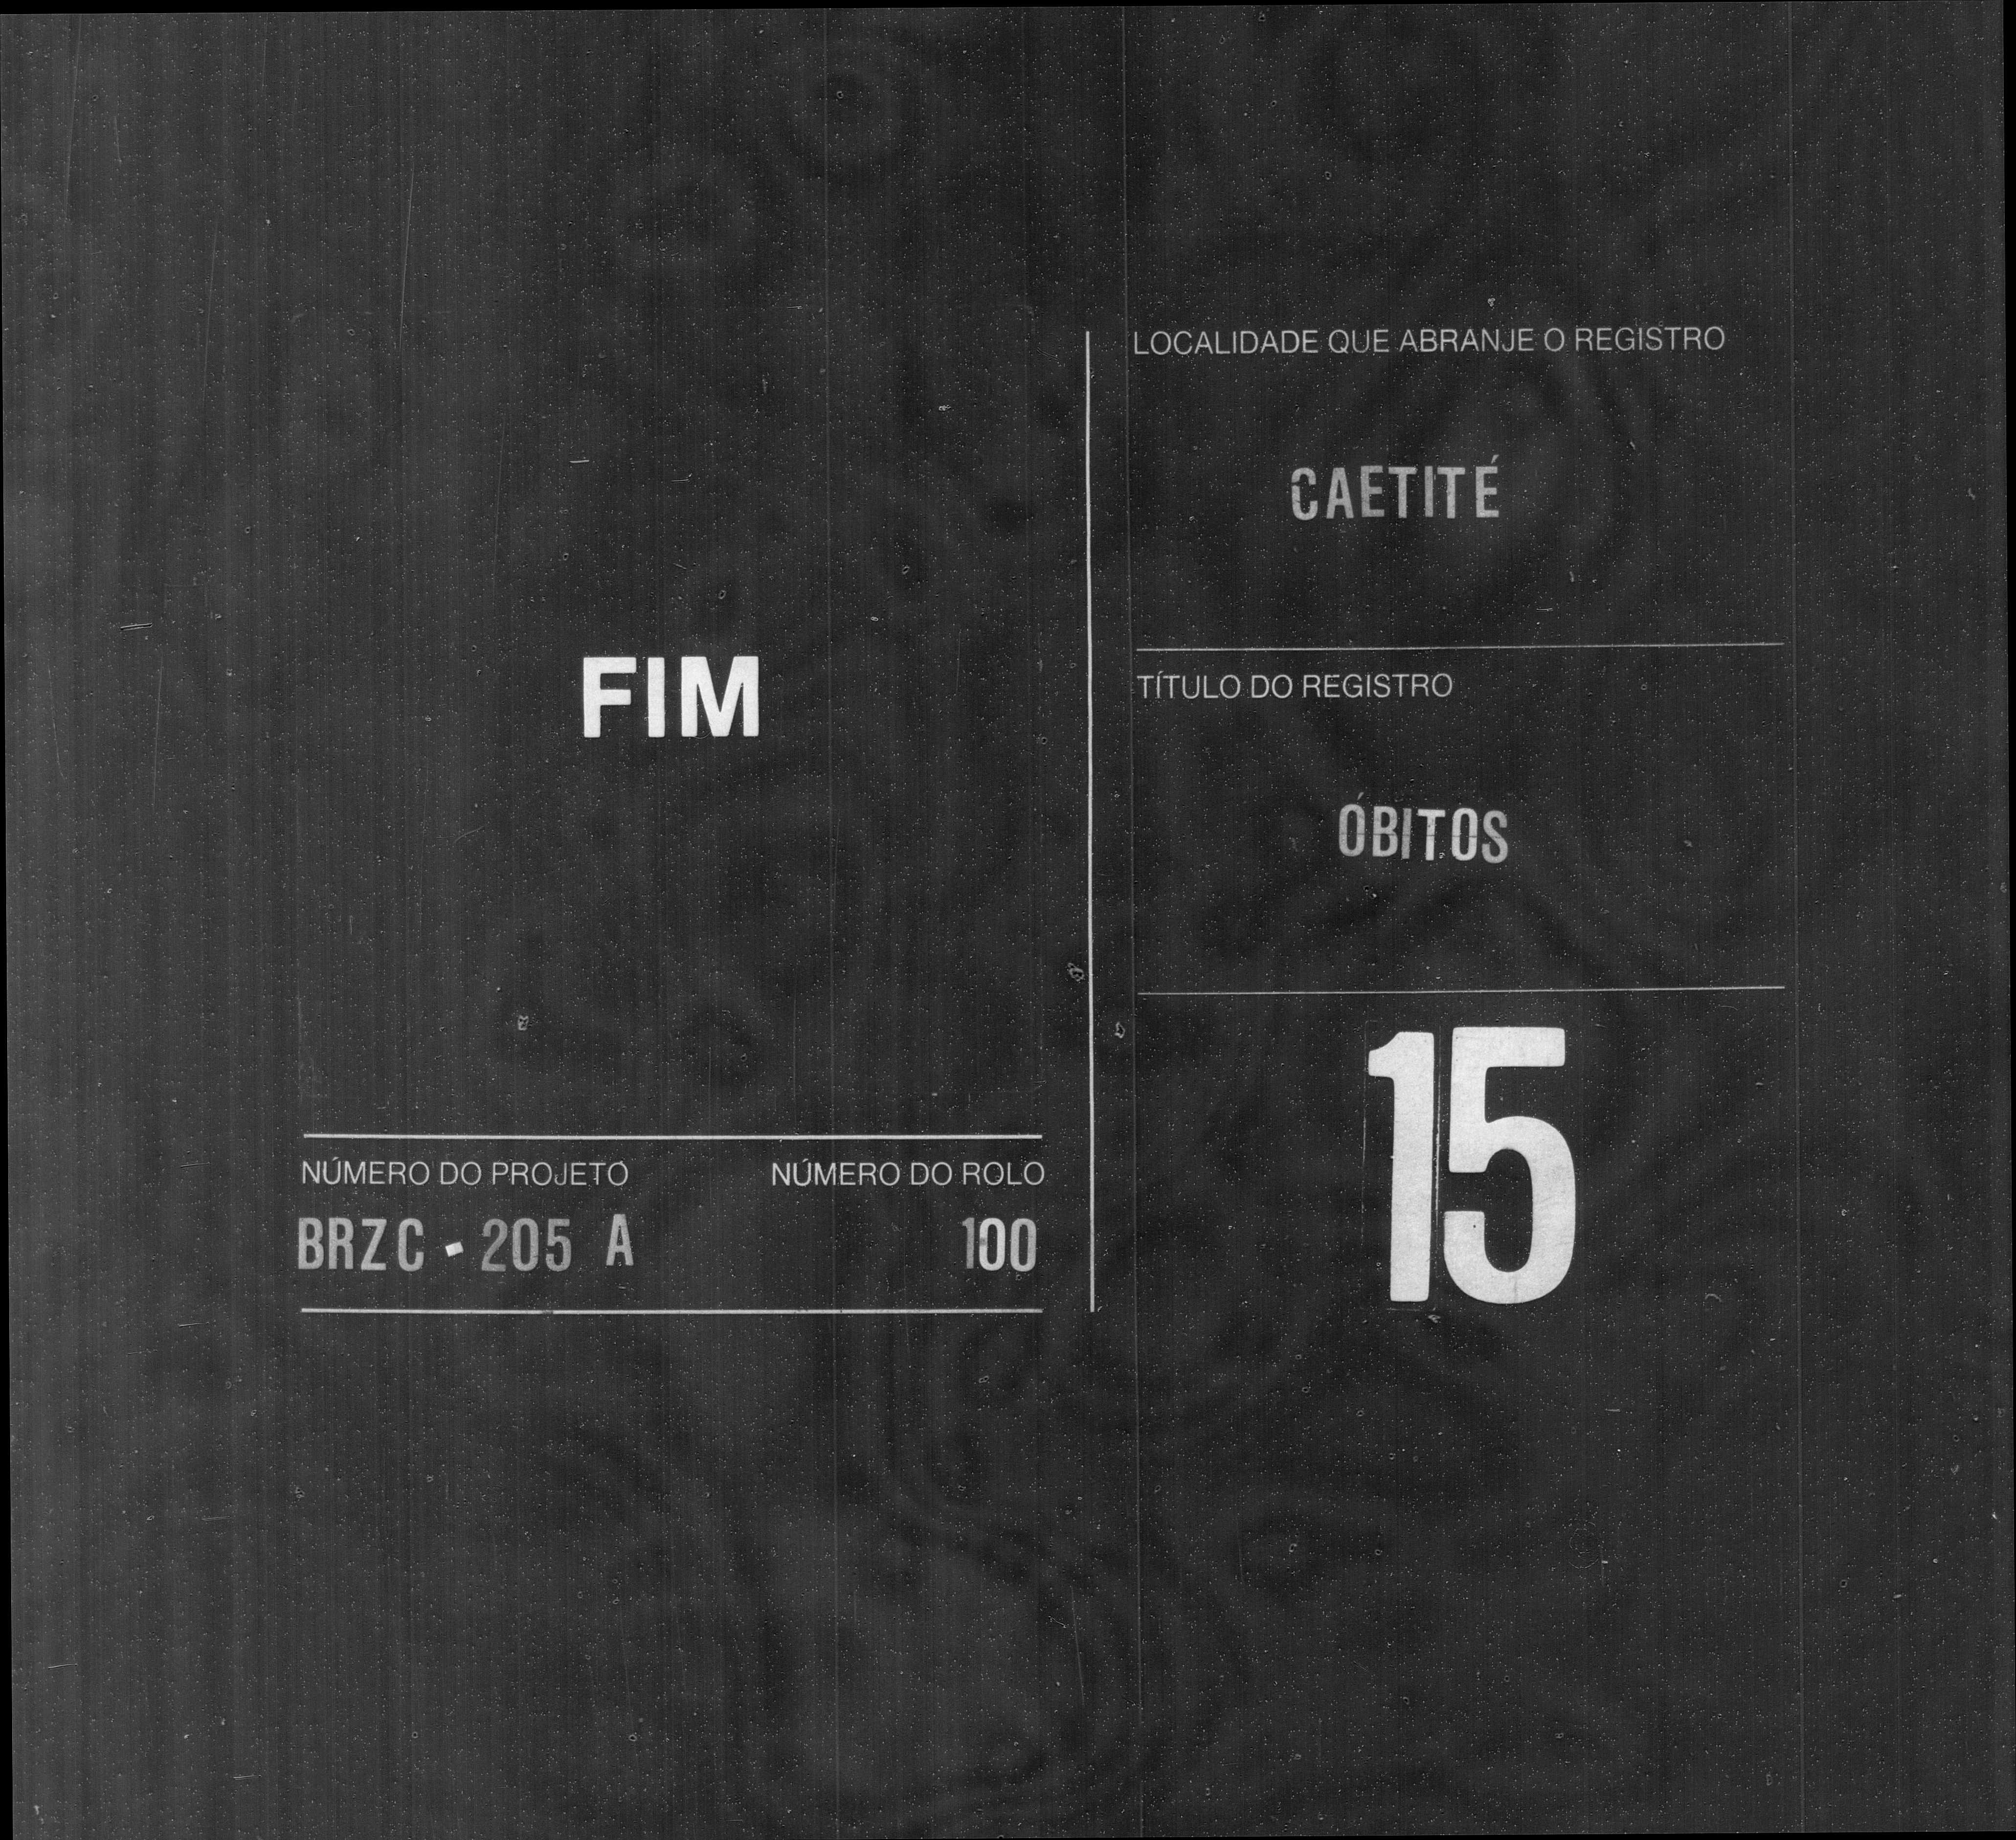 FIM
NÚMERO DO PROJETO NÚMERO DO ROLO
BRZC - 205 A 100
LOCALIDADE QUE ABRANJE O REGISTRO
CAETITÉ
TÍTULO DO REGISTRO
ÓBITOS
15